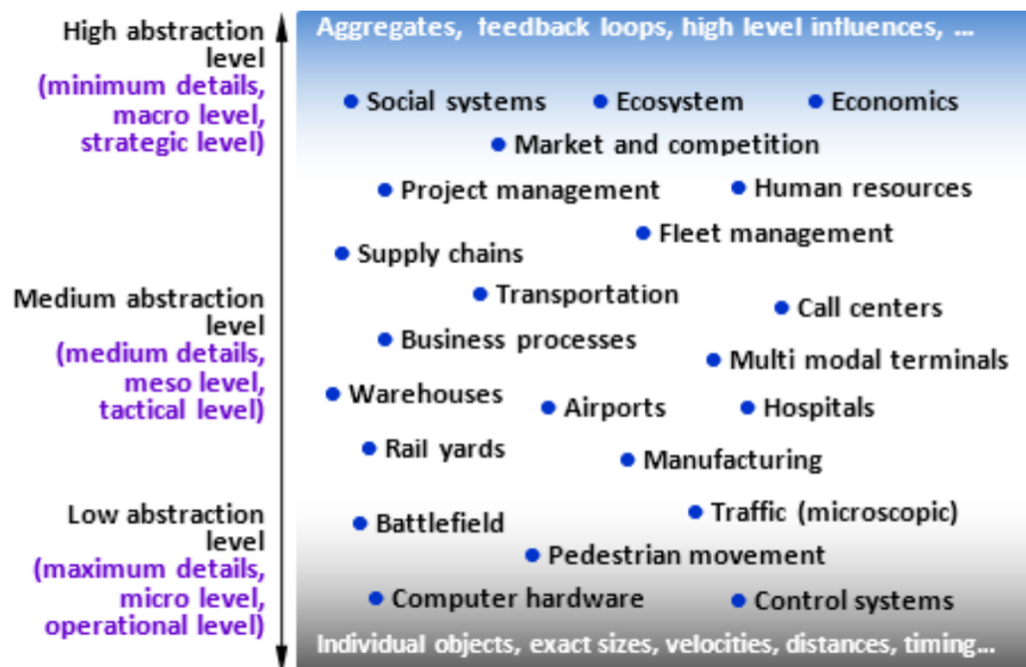 High abstraction
level
(minimum details,
macro level,
strategic level)
Medium abstraction
level
(medium details,
meso level,
tactical level)
Low abstraction
level
(maximum details,
micro level,
operational level)
Aggregates, feedback loops, high level influences, ...
Social systems
Ecosystem
Economics
Market and competition
Project management
Human resources
Fleet management
Supply chains
Transportation
Call centers
Business processes
Multi modal terminals
Warehouses
Airports
Hospitals
Rail yards
Manufacturing
Battlefield
Traffic (microscopic)
Pedestrian movement
Computer hardware
Control systems
Individual objects, exact sizes, velocities, distances, timing...